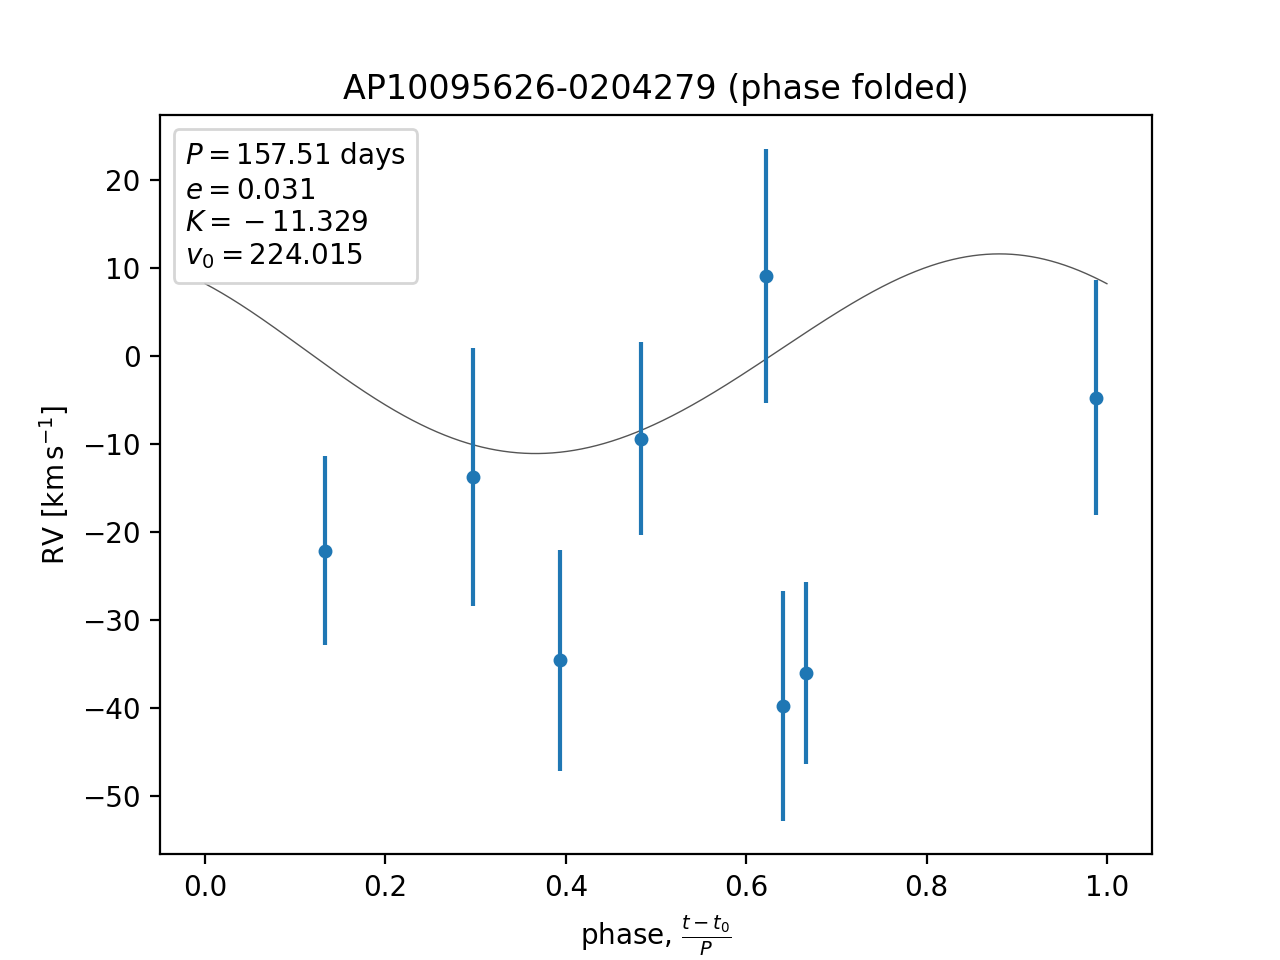 AP10095626-0204279 (phase folded)
P = 157.51 days
e = 0.031
K = −11.329
v₀ = 224.015
20
10
0
−10
−20
−30
−40
−50
RV [km s⁻¹]
0.0 0.2 0.4 0.6 0.8 1.0
phase, (t − t₀)/P